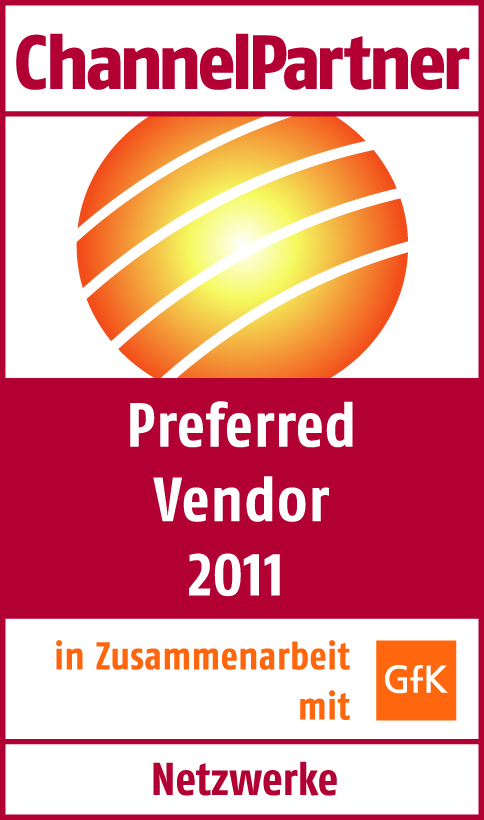 ChannelPartner
Preferred
Vendor
2011
in Zusammenarbeit
mit
GfK
Netzwerke